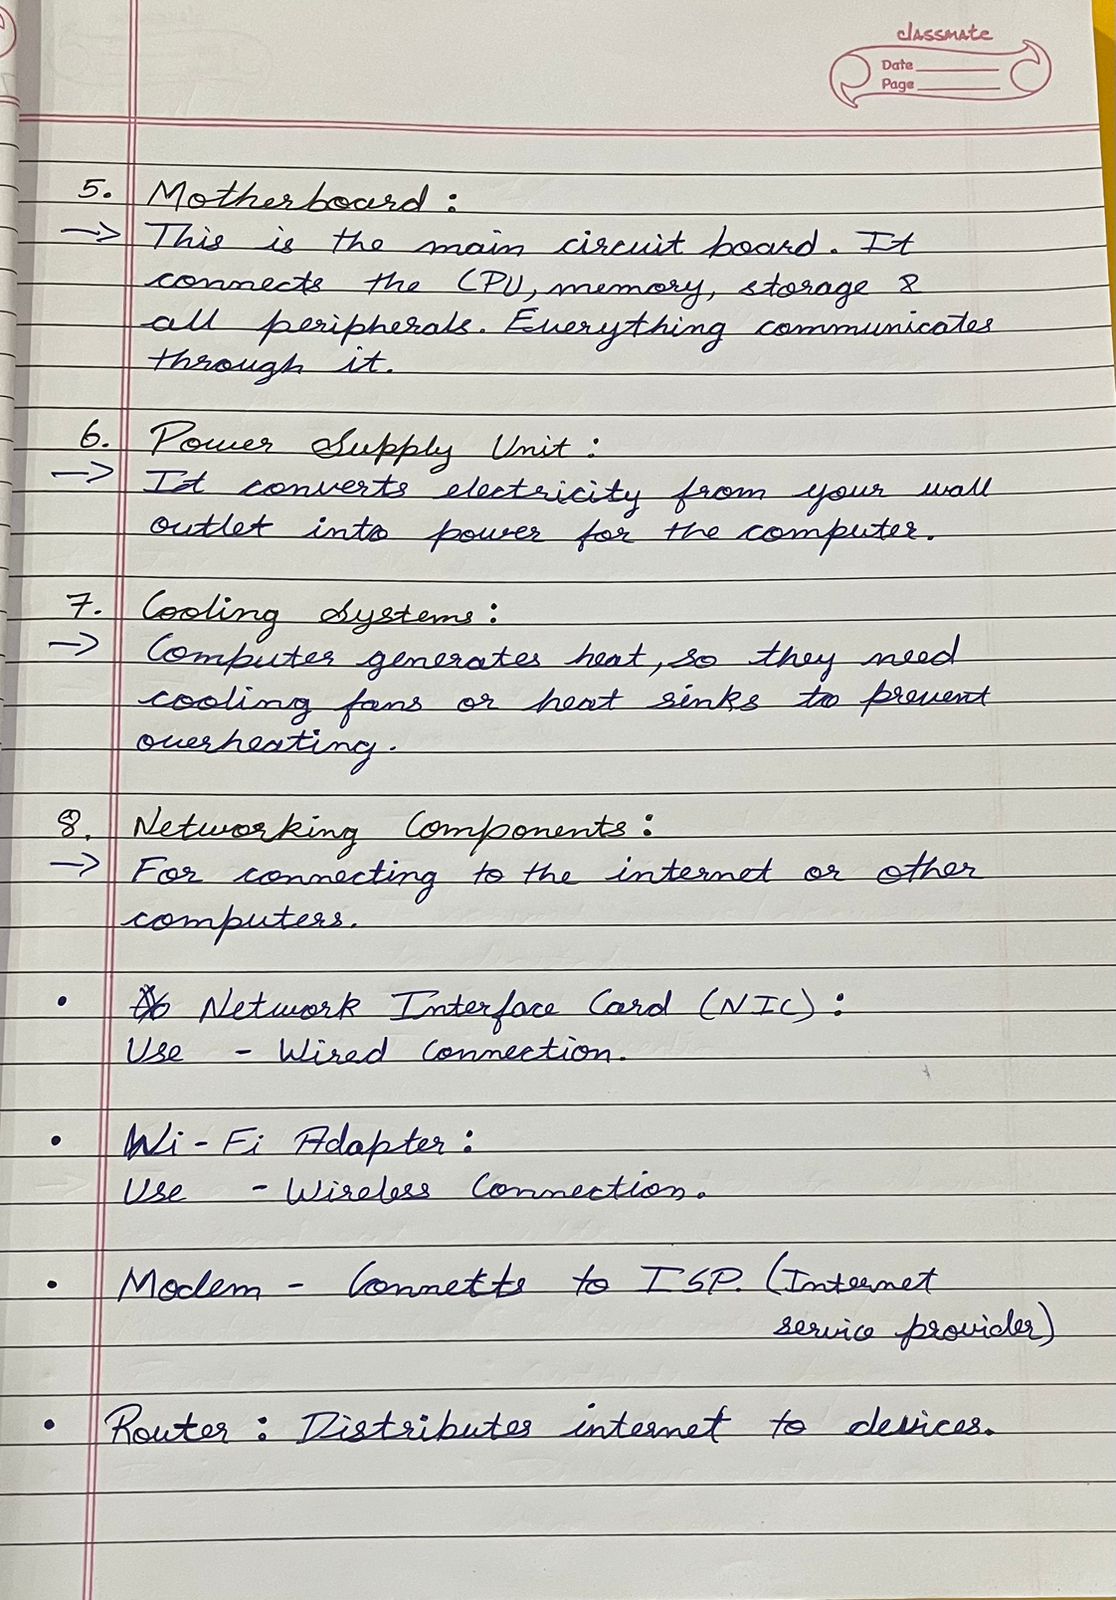 classmate
Date
Page
5. Motherboard :
→ This is the main circuit board. It
connects the CPU, memory, storage &
all peripherals. Everything communicates
through it.
6. Power Supply Unit :
→ It converts electricity from your wall
outlet into power for the computer.
7. Cooling Systems :
→ Computer generates heat, so they need
cooling fans or heat sinks to prevent
overheating.
8. Networking Components :
→ For connecting to the internet or other
computers.
• Network Interface Card (NIC) :
Use - Wired Connection.
• Wi-Fi Adapter :
Use - Wireless Connection.
• Modem - Connects to ISP. (Internet
service provider)
• Router : Distributes internet to devices.